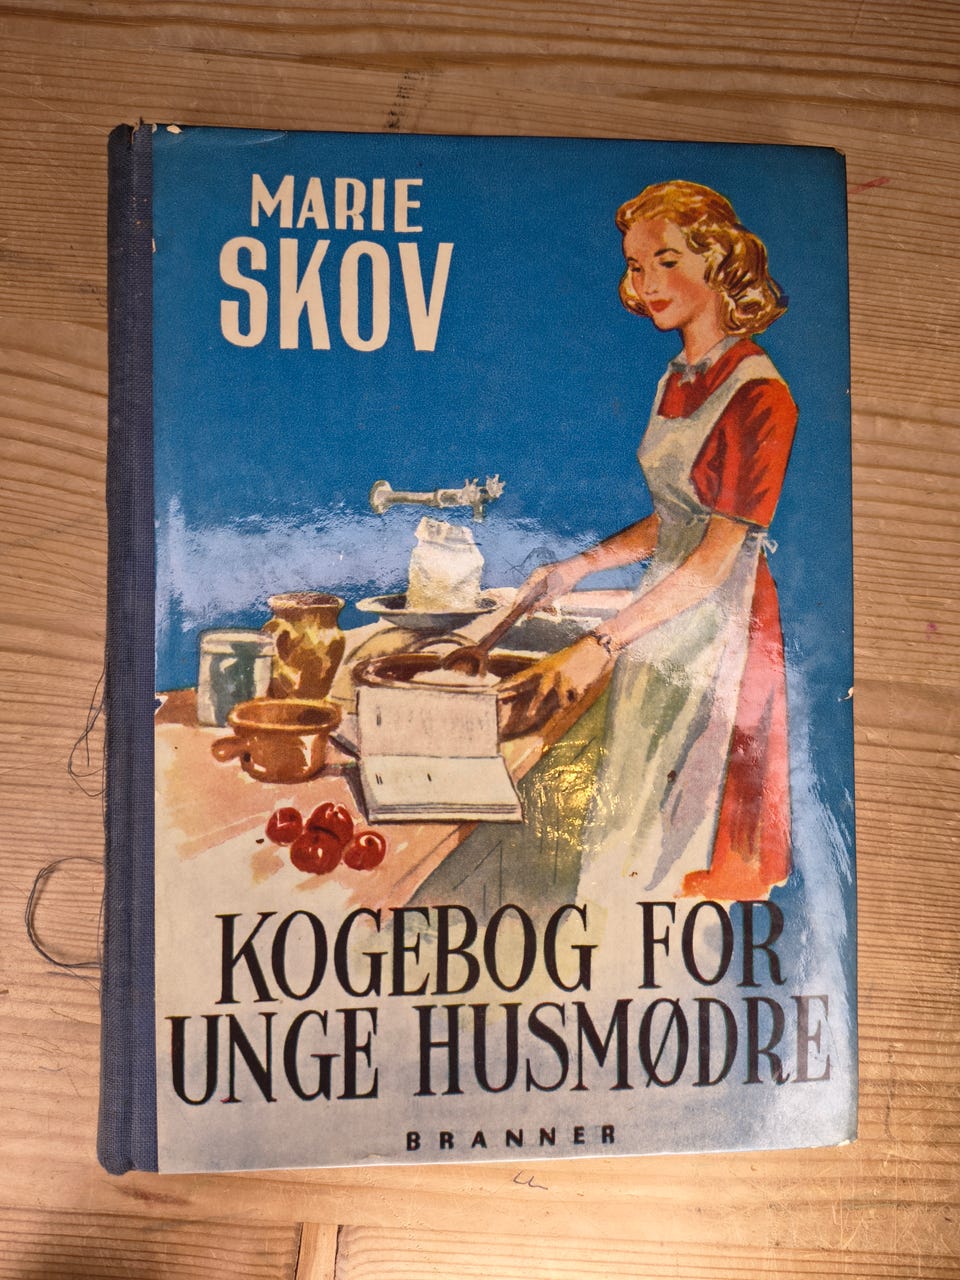 MARIE
SKOV
KOGEBOG FOR
UNGE HUSMØDRE
BRANNER